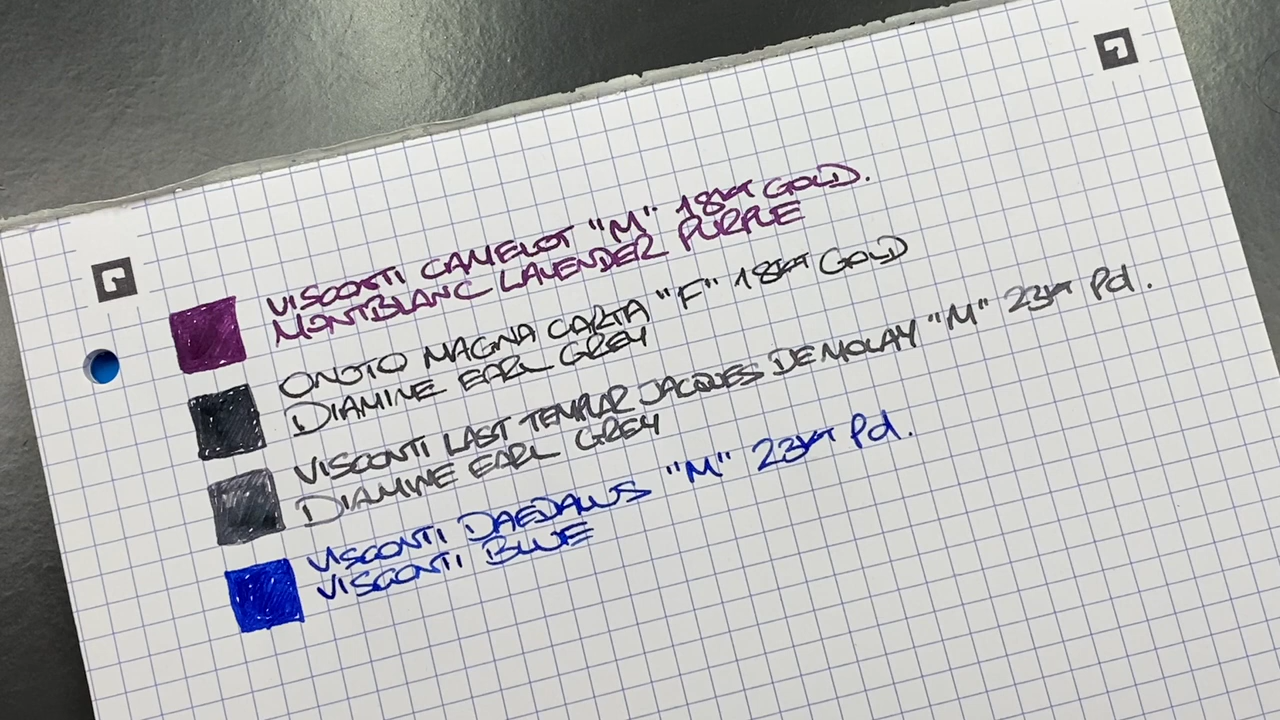 VISCONTI CAMELOT "M" 18KT GOLD.
MONTBLANC LAVENDER PURPLE
ONOTO MAGNA CARTA "F" 18KT GOLD
DIAMINE EARL GREY
VISCONTI LAST TEMPLAR JACQUES DE MOLAY "M" 23KT Pd.
DIAMINE EARL GREY
VISCONTI DAEDALUS "M" 23KT Pd.
VISCONTI BLUE